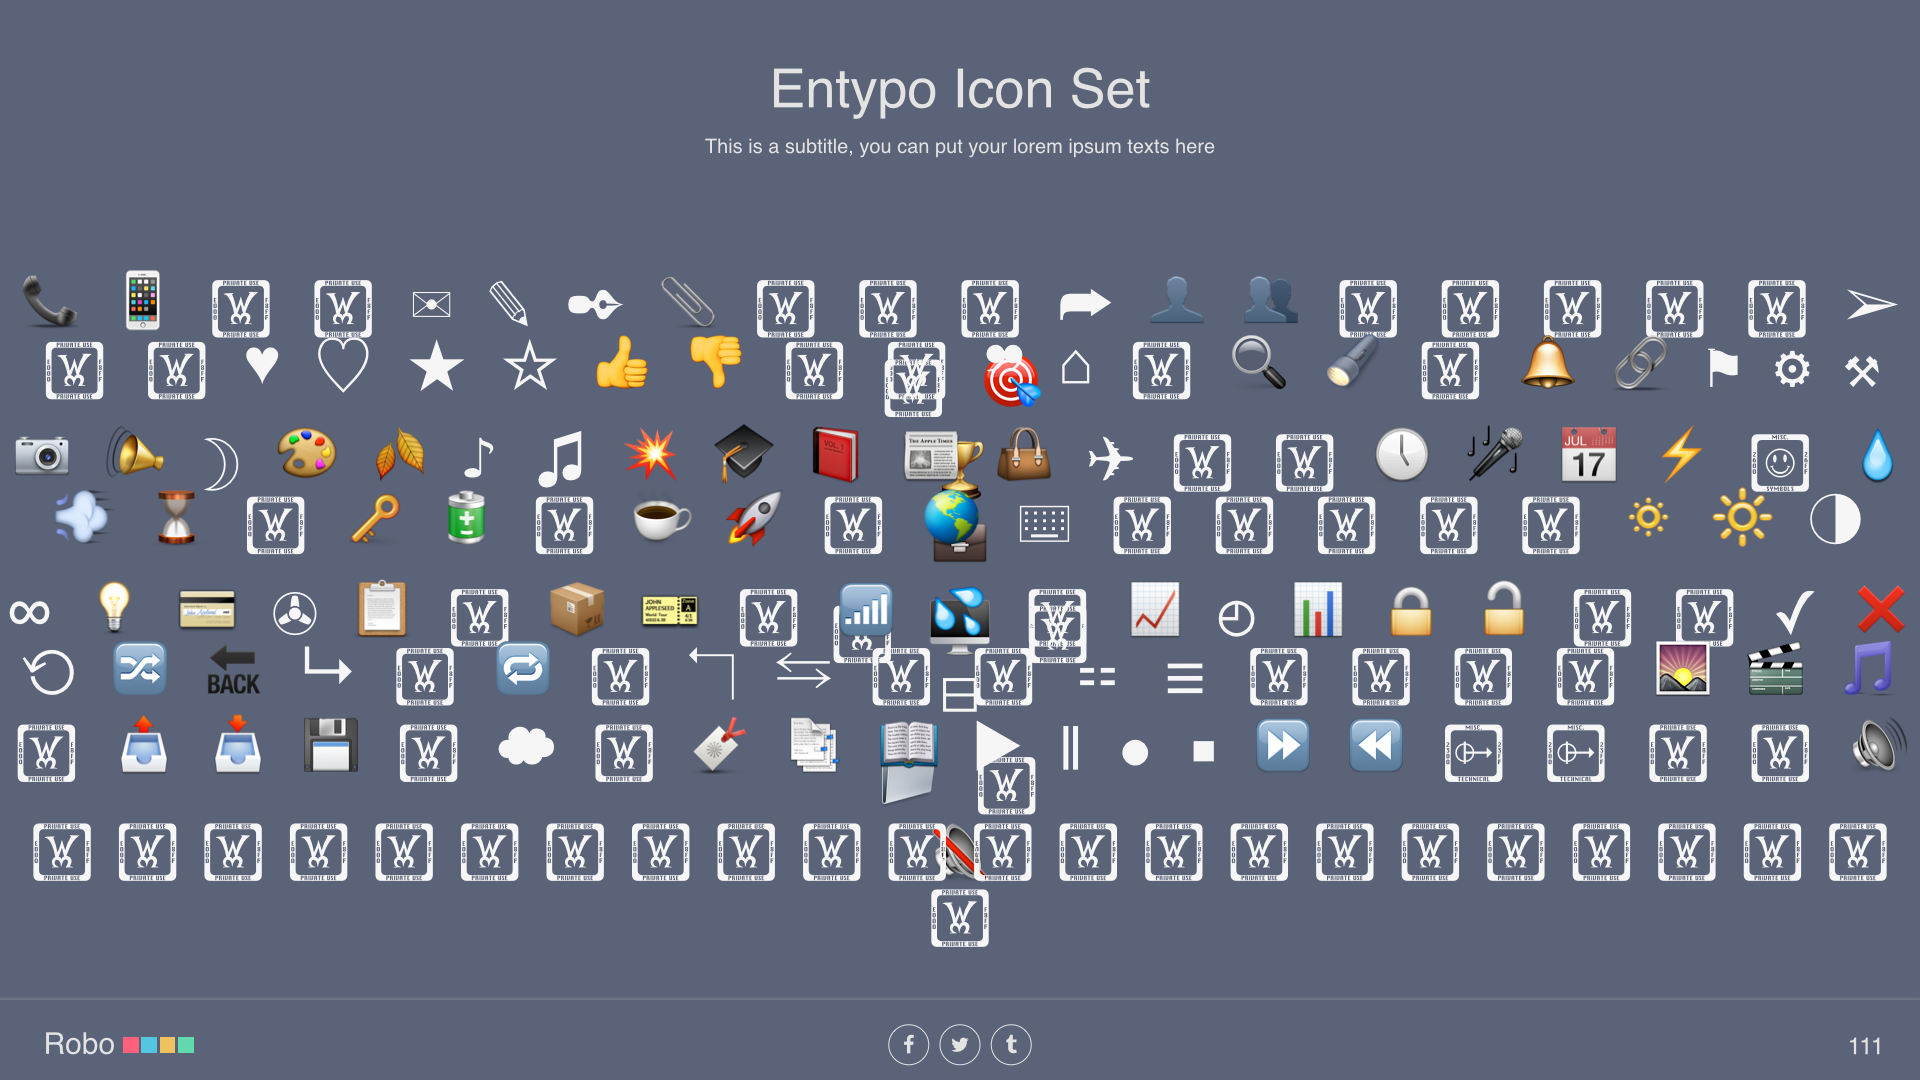 Entypo Icon Set
This is a subtitle, you can put your lorem ipsum texts here
JUL
17
BACK
Robo
111